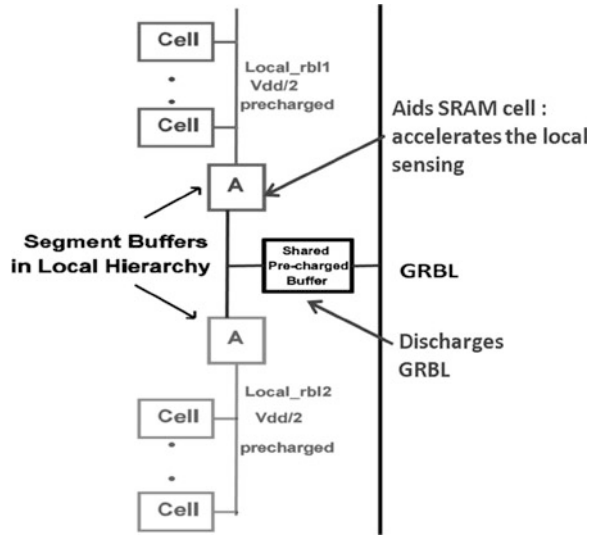 Cell
Local_rbl1
Vdd/2
precharged
Cell
Aids SRAM cell :
accelerates the local
sensing
A
Segment Buffers
in Local Hierarchy
Shared
Pre-charged
Buffer
GRBL
A
Discharges
GRBL
Local_rbl2
Vdd/2
precharged
Cell
Cell